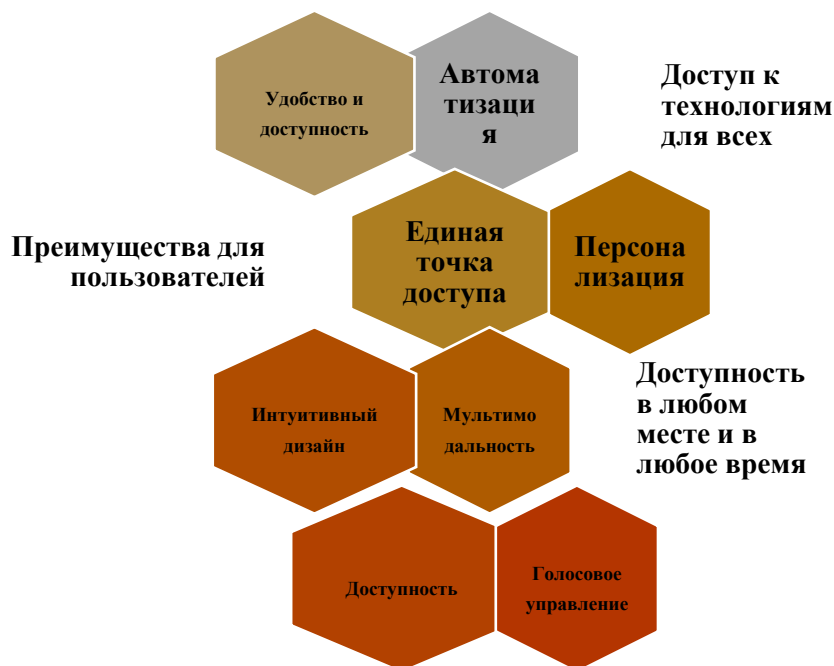 Удобство и
доступность
Автома
тизаци
я
Доступ к
технологиям
для всех
Преимущества для
пользователей
Единая
точка
доступа
Персона
лизация
Интуитивный
дизайн
Мультимо
дальность
Доступность
в любом
месте и в
любое время
Доступность
Голосовое
управление